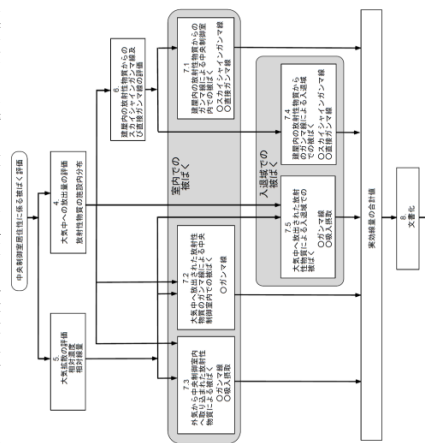 中央制御室居住性に係る被ばく評価
5.
大気拡散の評価
相対濃度
相対線量
4.
大気中への放出量の評価
放射性物質の施設内分布
6.
建屋内の放射性物質からの
スカイシャインガンマ線及
び直接ガンマ線の評価
室内での
被ばく
7.3
外気から中央制御室内
へ取り込まれた放射性
物質による被ばく
○ガンマ線
○吸入摂取
7.2
大気中へ放出された放射性
物質のガンマ線による中央
制御室内での被ばく
○ガンマ線
7.1
建屋内の放射性物質からの
ガンマ線による中央制御室
内での被ばく
○スカイシャインガンマ線
○直接ガンマ線
入退域での
被ばく
7.5
大気中へ放出された放射
性物質による入退域での
被ばく
○ガンマ線
○吸入摂取
7.4
建屋内の放射性物質から
のガンマ線による入退域
での被ばく
○スカイシャインガンマ線
○直接ガンマ線
実効線量の合計値
8.
文書化